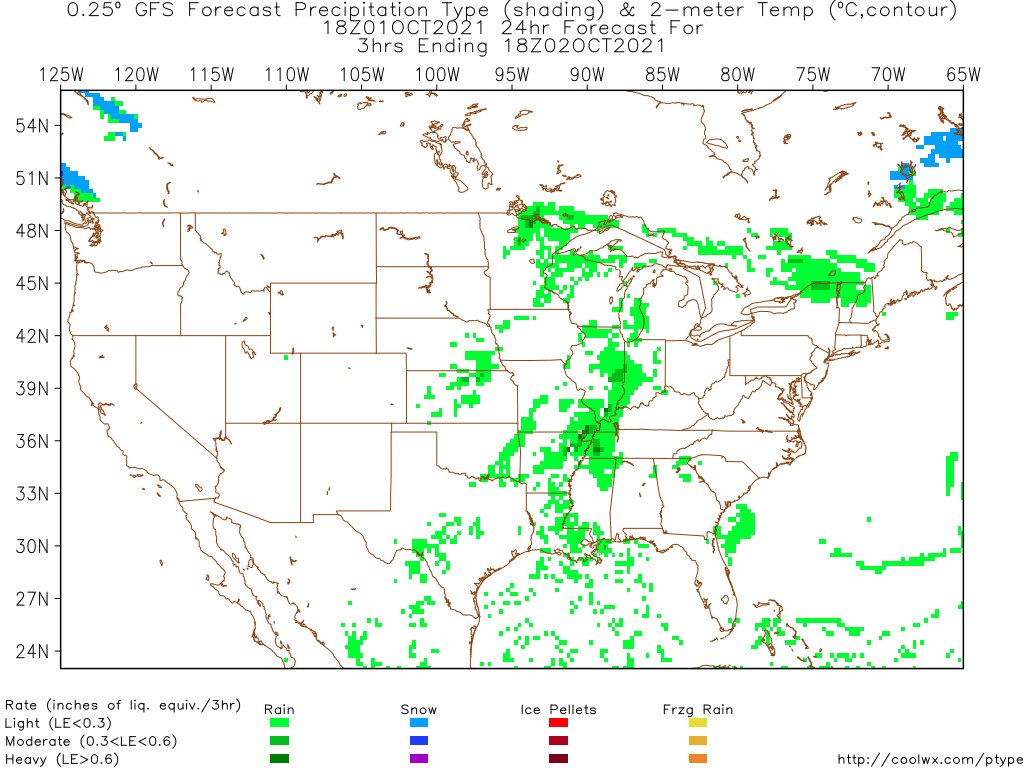 0.25° GFS Forecast Precipitation Type (shading) & 2-meter Temp (°C,contour)
18Z01OCT2021 24hr Forecast For
3hrs Ending 18Z02OCT2021
125W 120W 115W 110W 105W 100W 95W 90W 85W 80W 75W 70W 65W
54N
51N
48N
45N
42N
39N
36N
33N
30N
27N
24N
Rate (inches of liq. equiv./3hr) Rain Snow Ice Pellets Frzg Rain
Light (LE<0.3)
Moderate (0.3<LE<0.6)
Heavy (LE>0.6)
http://coolwx.com/ptype